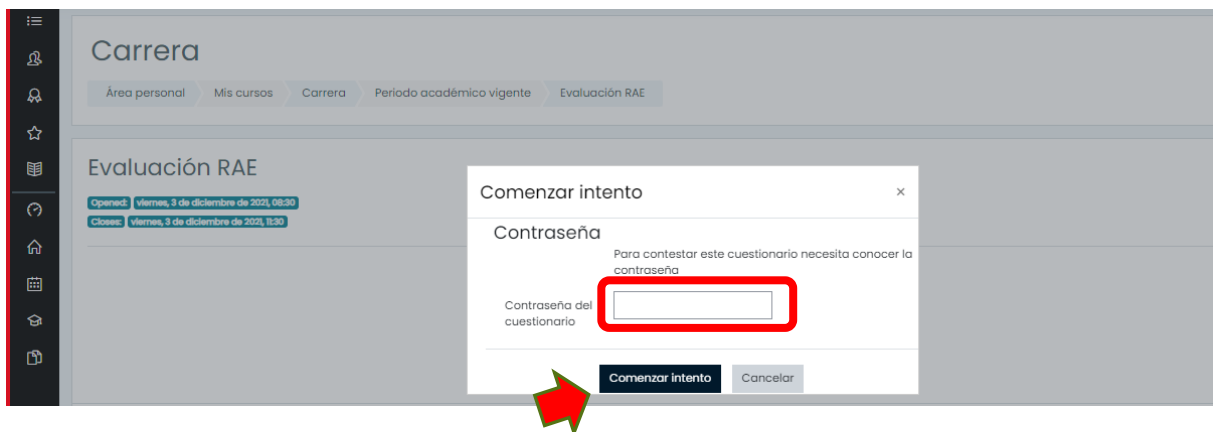 Carrera
Área personal Mis cursos Carrera Periodo académico vigente Evaluación RAE
Evaluación RAE
Opened: viernes, 3 de diciembre de 2021, 08:30
Closes: viernes, 3 de diciembre de 2021, 11:30
Comenzar intento ×
Contraseña
Para contestar este cuestionario necesita conocer la
contraseña
Contraseña del
cuestionario
Comenzar intento Cancelar